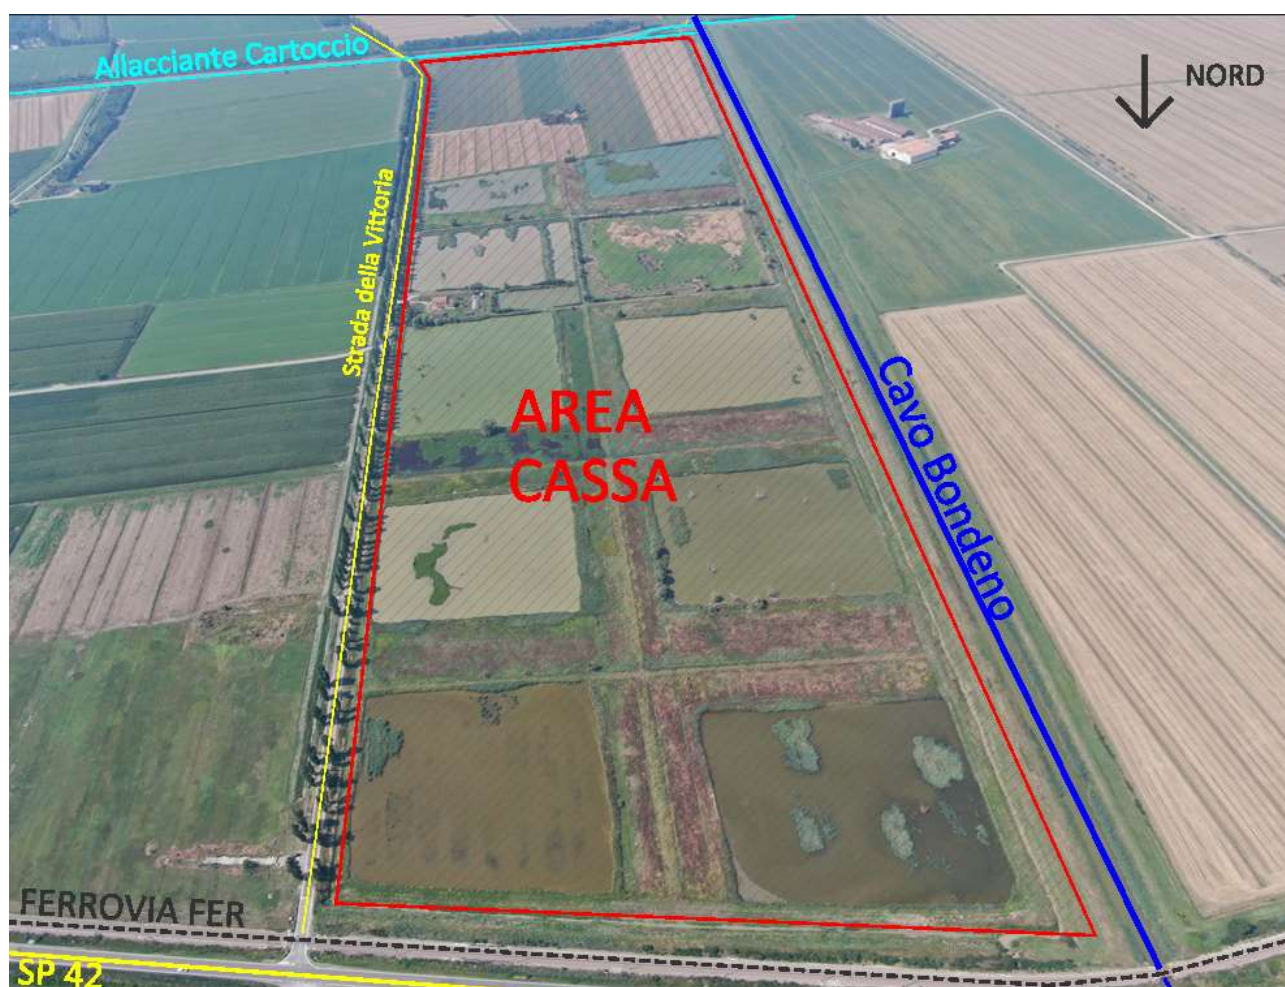 Allacciante Cartoccio
NORD
Strada della Vittoria
AREA
CASSA
Cavo Bondeno
FERROVIA FER
SP 42